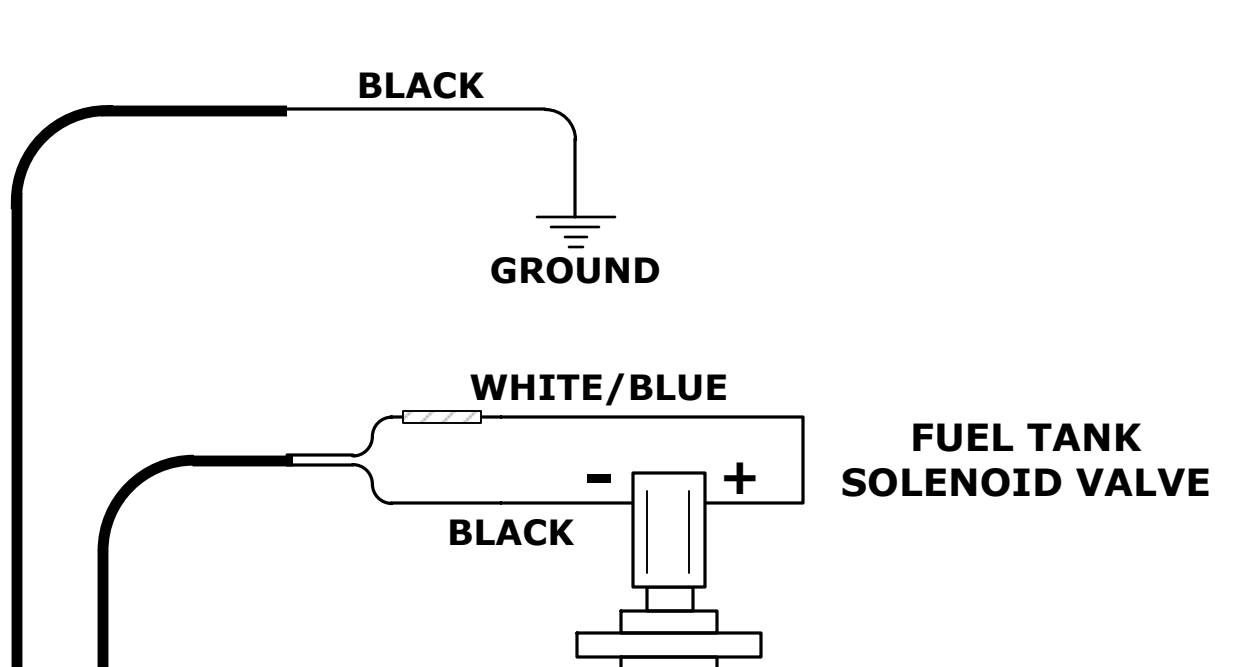 BLACK
GROUND
WHITE/BLUE
FUEL TANK
SOLENOID VALVE
- +
BLACK